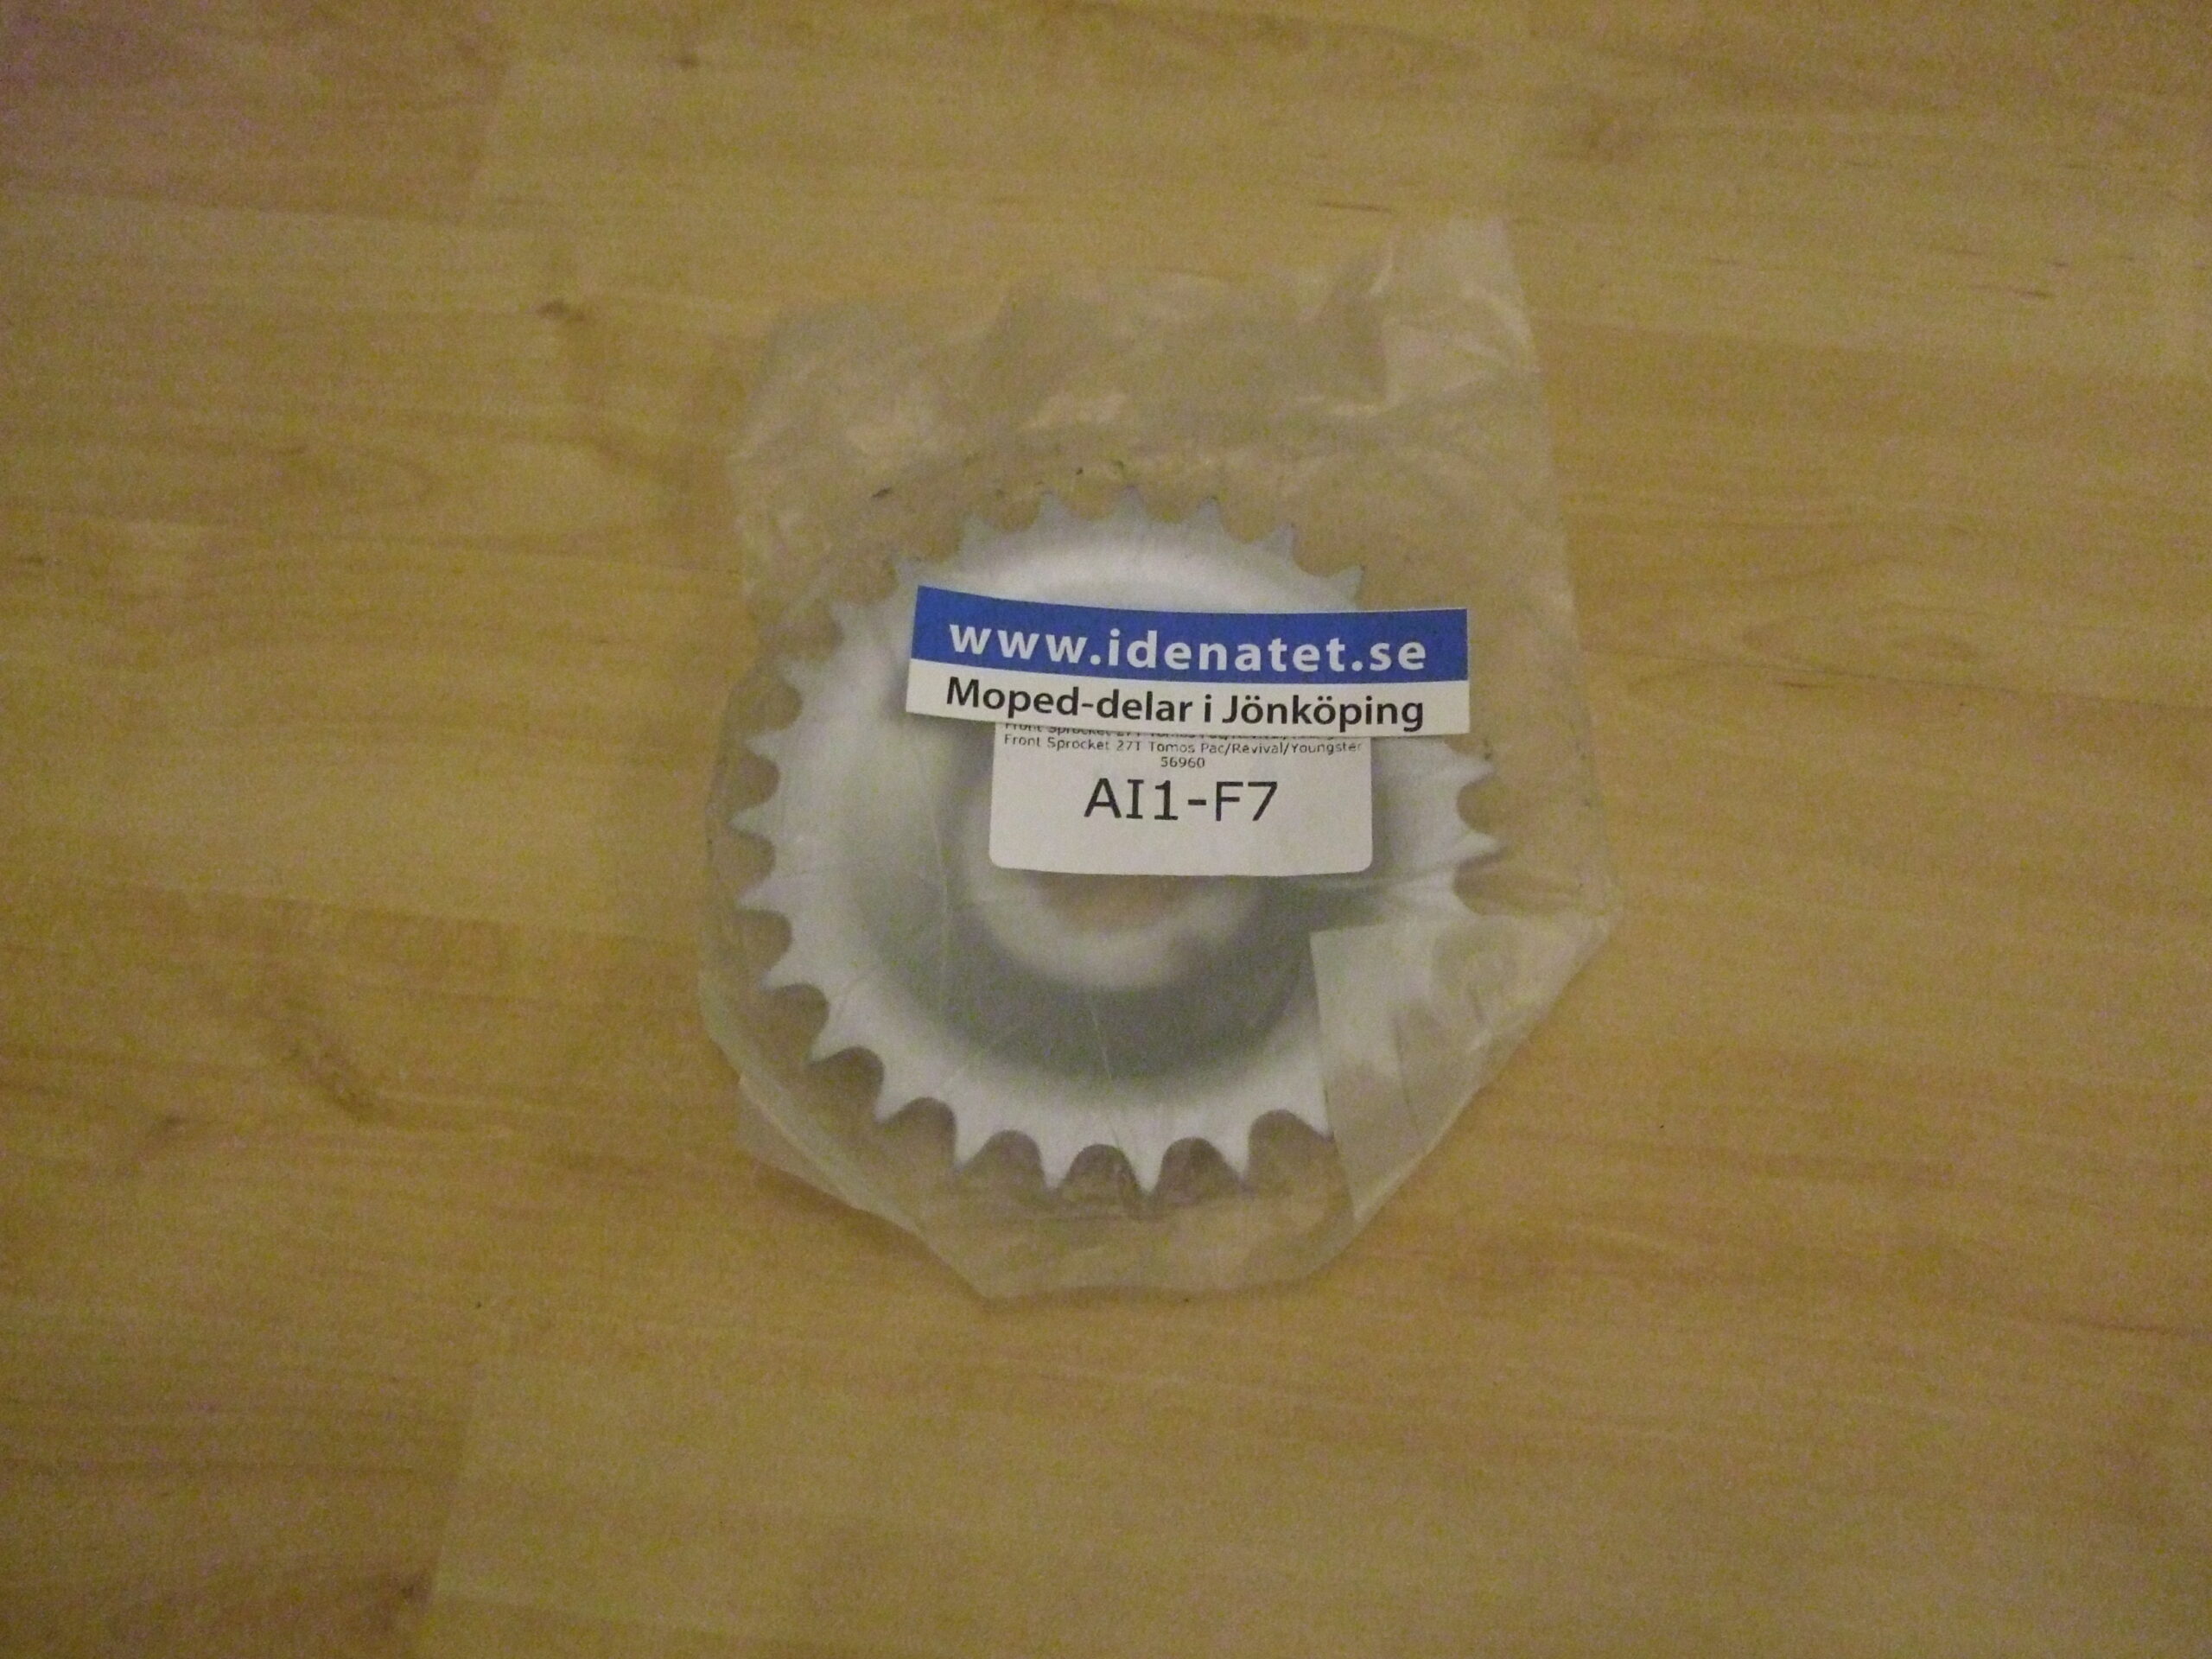 www.idenatet.se
Moped-delar i Jönköping
Front Sprocket 27T Tomos Pac/Revival/Youngster
56960
AI1-F7